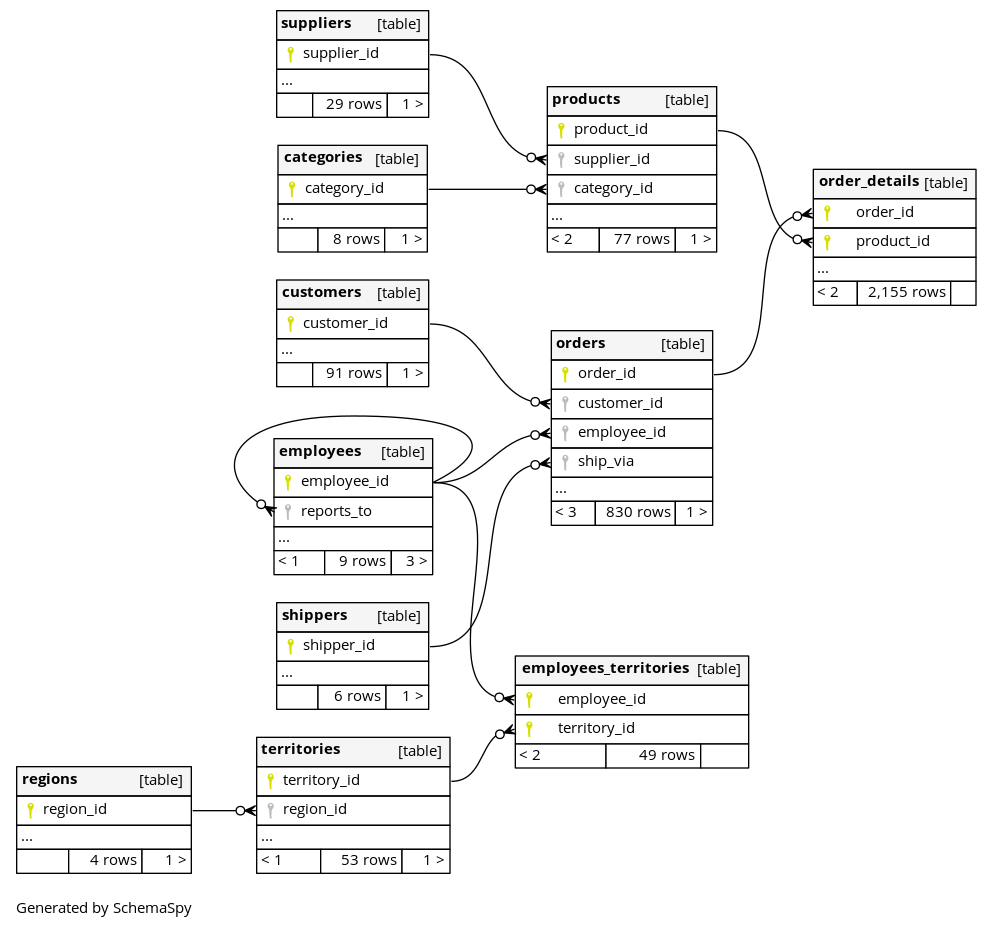 suppliers [table]
supplier_id
...
29 rows 1 >
categories [table]
category_id
...
8 rows 1 >
customers [table]
customer_id
...
91 rows 1 >
employees [table]
employee_id
reports_to
...
< 1 9 rows 3 >
shippers [table]
shipper_id
...
6 rows 1 >
territories [table]
territory_id
region_id
...
< 1 53 rows 1 >
regions [table]
region_id
...
4 rows 1 >
products [table]
product_id
supplier_id
category_id
...
< 2 77 rows 1 >
orders [table]
order_id
customer_id
employee_id
ship_via
...
< 3 830 rows 1 >
employees_territories [table]
employee_id
territory_id
< 2 49 rows
order_details [table]
order_id
product_id
...
< 2 2,155 rows
Generated by SchemaSpy